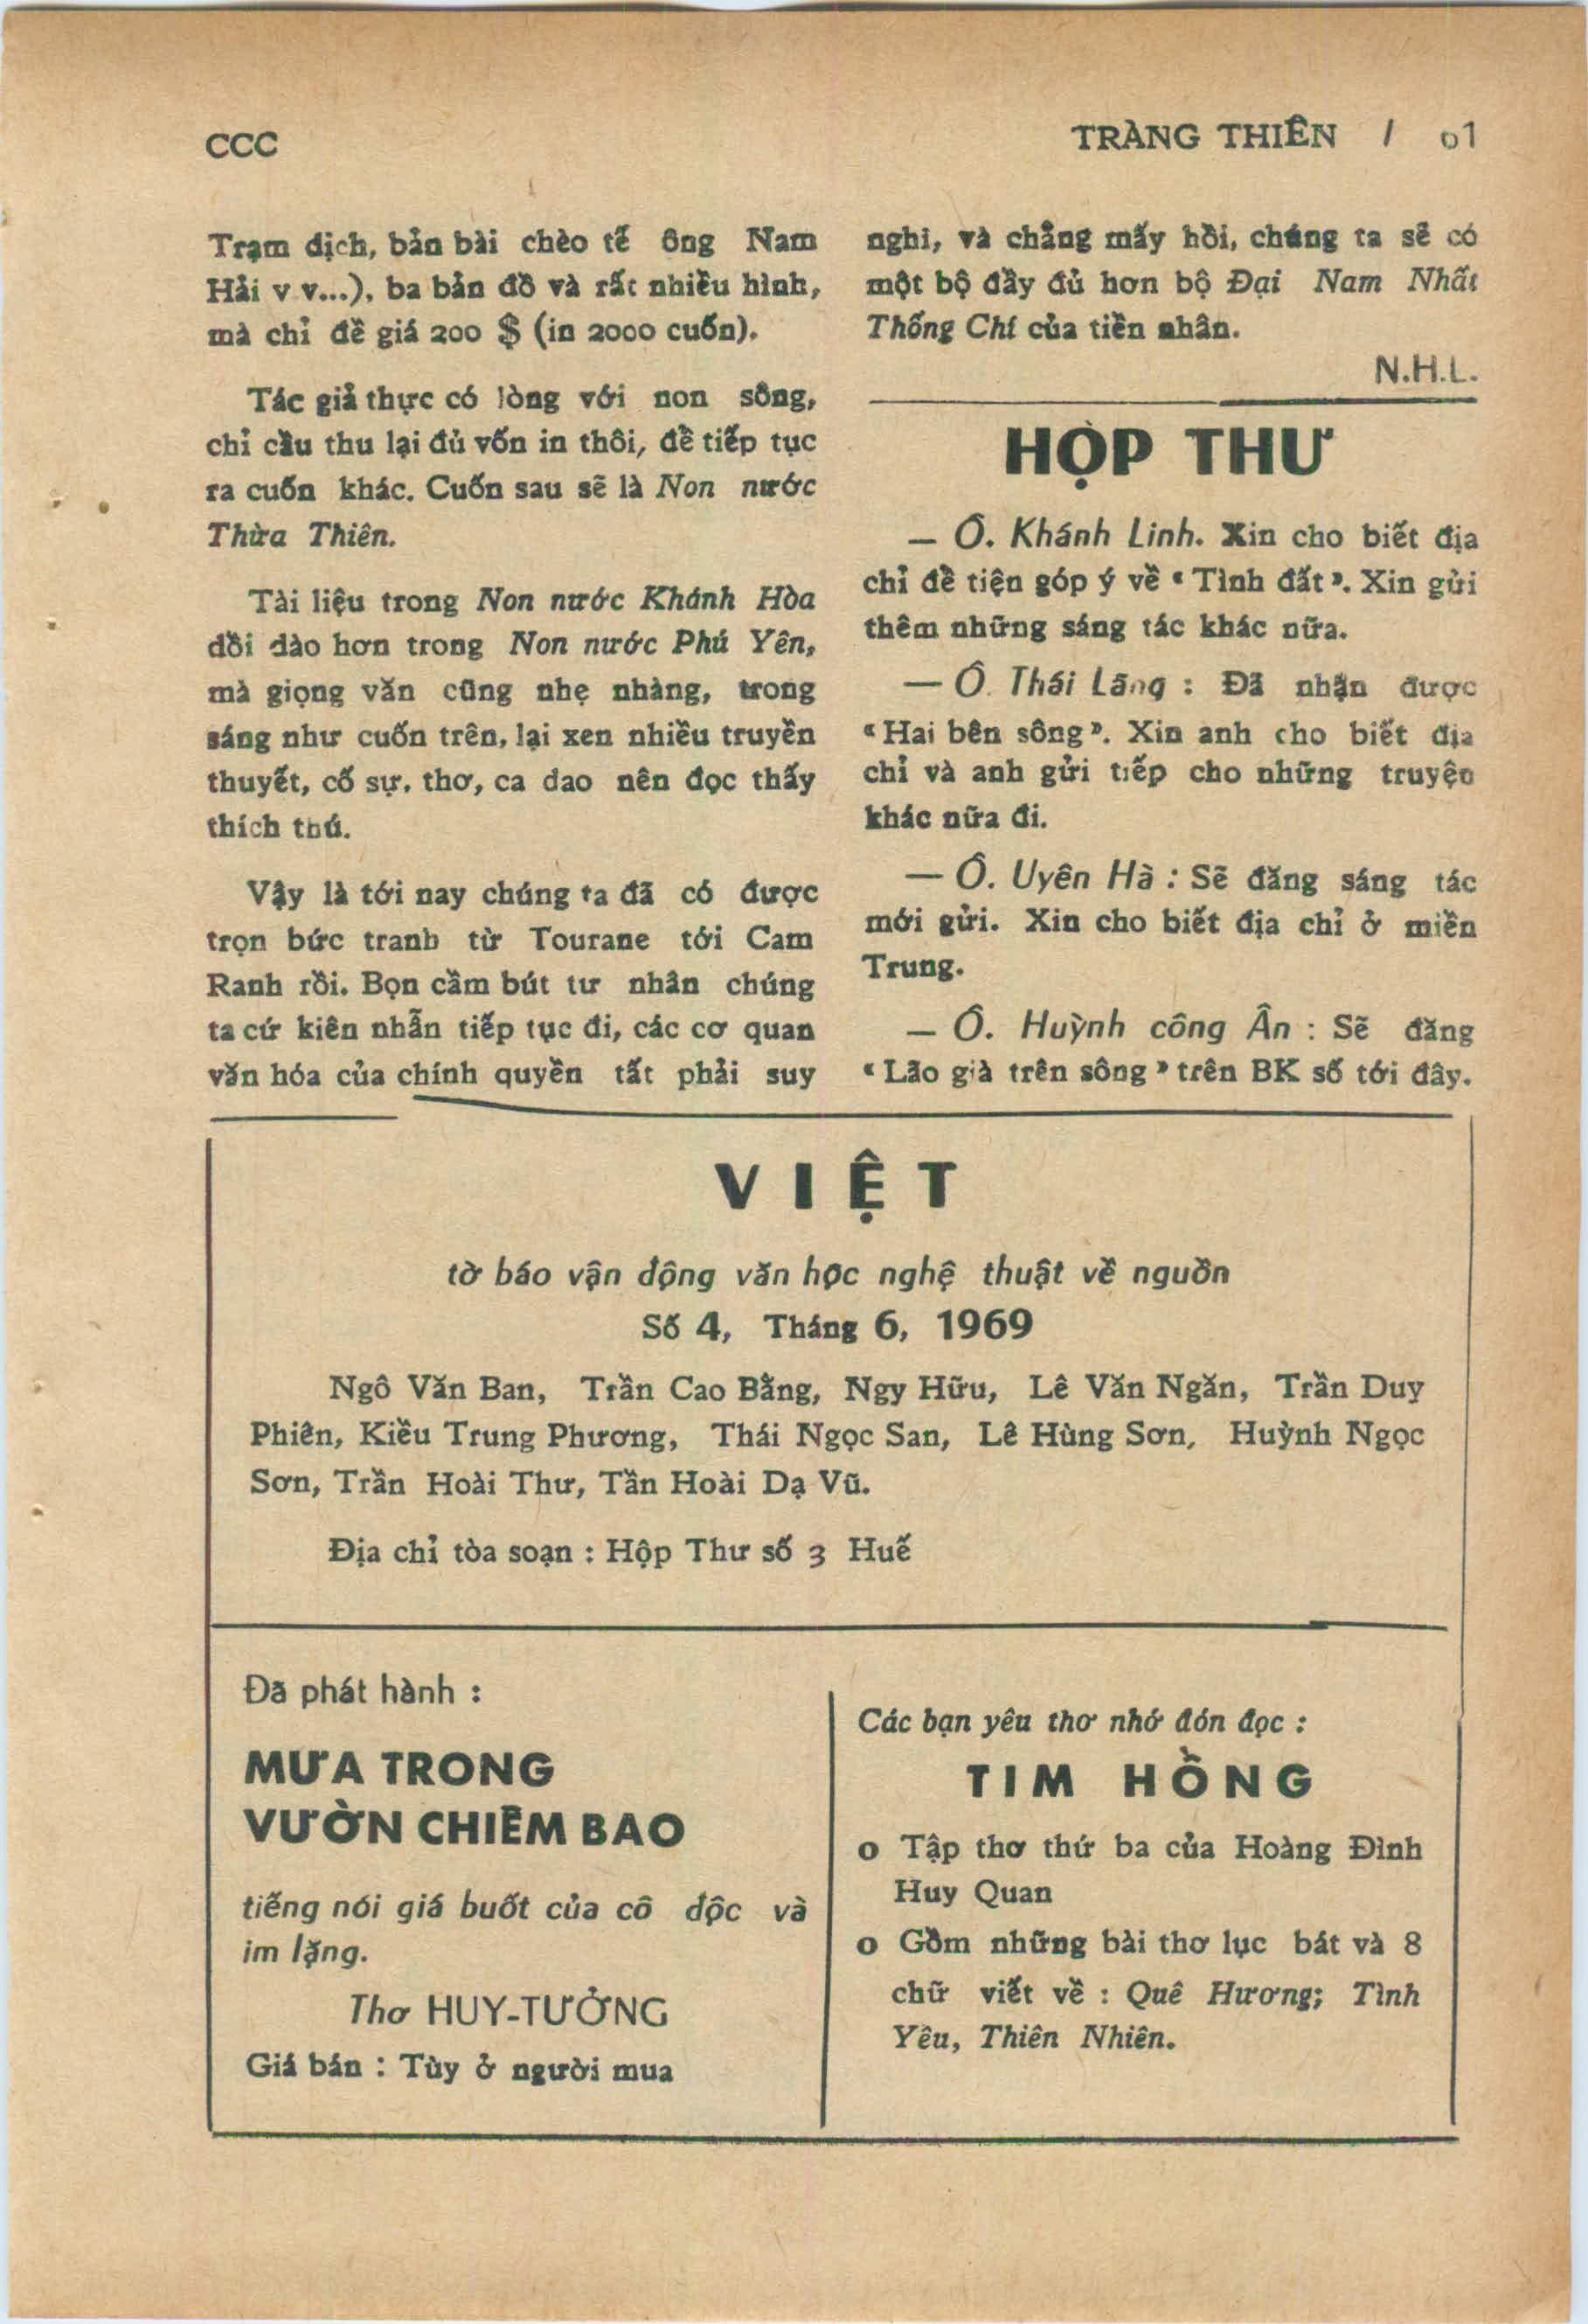 CCC
TRÀNG THIÊN / 61
Trạm dịch, bản bài chèo tế ông Nam
Hải v v...), ba bản đồ và rất nhiều hình,
mà chỉ đề giá 200 $ (in 2000 cuốn).
Tác giả thực có lòng với non sông,
chỉ cầu thu lại đủ vốn in thôi, để tiếp tục
ra cuốn khác. Cuốn sau sẽ là Non nước
Thừa Thiên.
Tài liệu trong Non nước Khánh Hòa
dồi dào hơn trong Non nước Phú Yên,
mà giọng văn cũng nhẹ nhàng, trong
sáng như cuốn trên, lại xen nhiều truyền
thuyết, cố sự, thơ, ca dao nên đọc thấy
thích thú.
Vậy là tới nay chúng ta đã có được
trọn bức tranh từ Tourane tới Cam
Ranh rồi. Bọn cầm bút tư nhân chúng
ta cứ kiên nhẫn tiếp tục đi, các cơ quan
văn hóa của chính quyền tất phải suy
nghĩ, và chẳng mấy hồi, chúng ta sẽ có
một bộ đầy đủ hơn bộ Đại Nam Nhất
Thống Chí của tiền nhân.
N.H.L.
HỘP THƯ
— Ô. Khánh Linh. Xin cho biết địa
chỉ để tiện góp ý về « Tình đất ». Xin gửi
thêm những sáng tác khác nữa.
— Ô. Thái Lãng : Đã nhận được
« Hai bên sông ». Xin anh cho biết địa
chỉ và anh gửi tiếp cho những truyện
khác nữa đi.
— Ô. Uyên Hà : Sẽ đăng sáng tác
mới gửi. Xin cho biết địa chỉ ở miền
Trung.
— Ô. Huỳnh công Ân : Sẽ đăng
« Lão già trên sông » trên BK số tới đây.
VIỆT
tờ báo vận động văn học nghệ thuật về nguồn
Số 4, Tháng 6, 1969
Ngô Văn Ban, Trần Cao Bằng, Ngy Hữu, Lê Văn Ngăn, Trần Duy
Phiên, Kiều Trung Phương, Thái Ngọc San, Lê Hùng Sơn, Huỳnh Ngọc
Sơn, Trần Hoài Thư, Tần Hoài Dạ Vũ.
Địa chỉ tòa soạn : Hộp Thư số 3 Huế
Đã phát hành :
MƯA TRONG
VƯỜN CHIÊM BAO
tiếng nói giá buốt của cô độc và
im lặng.
Thơ HUY-TƯỞNG
Giá bán : Tùy ở người mua
Các bạn yêu thơ nhớ đón đọc :
TIM HỒNG
o Tập thơ thứ ba của Hoàng Đình
Huy Quan
o Gồm những bài thơ lục bát và 8
chữ viết về : Quê Hương; Tình
Yêu, Thiên Nhiên.